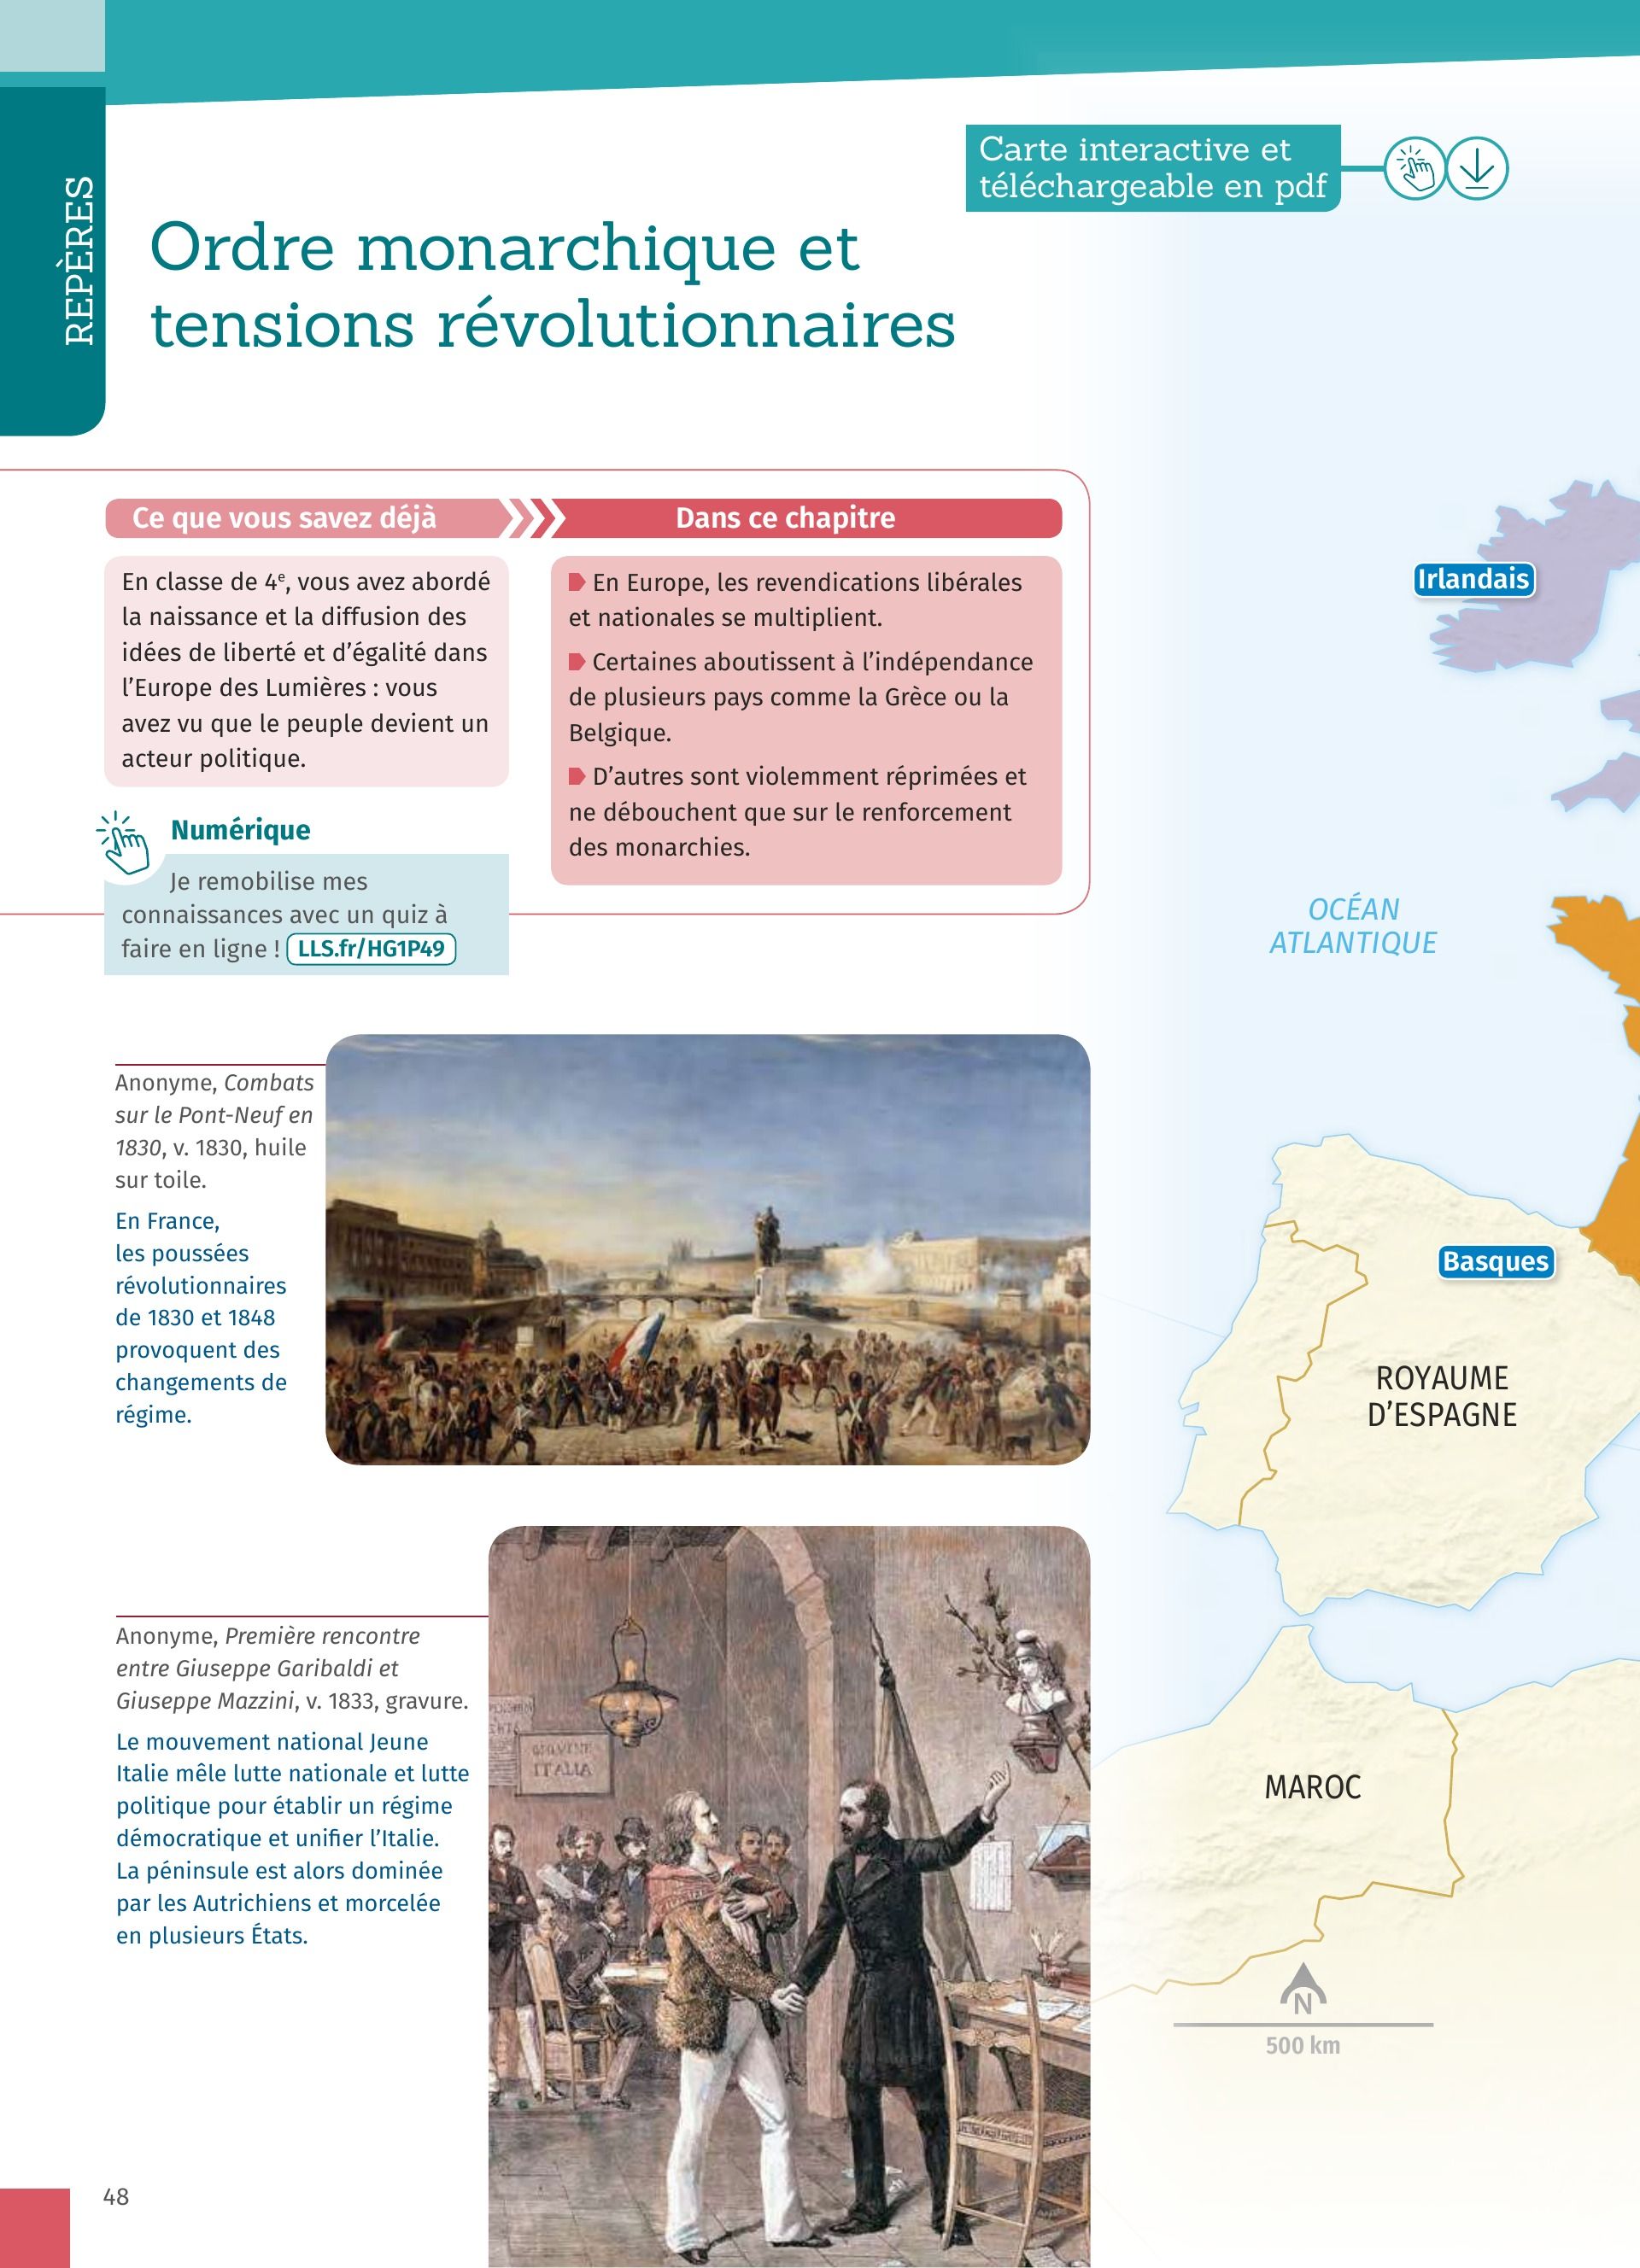 REPÈRES
Carte interactive et
téléchargeable en pdf
Ordre monarchique et
tensions révolutionnaires
Ce que vous savez déjà
En classe de 4e, vous avez abordé
la naissance et la diffusion des
idées de liberté et d’égalité dans
l’Europe des Lumières : vous
avez vu que le peuple devient un
acteur politique.
Numérique
Je remobilise mes
connaissances avec un quiz à
faire en ligne ! LLS.fr/HG1P49
Dans ce chapitre
En Europe, les revendications libérales
et nationales se multiplient.
Certaines aboutissent à l’indépendance
de plusieurs pays comme la Grèce ou la
Belgique.
D’autres sont violemment réprimées et
ne débouchent que sur le renforcement
des monarchies.
Anonyme, Combats
sur le Pont-Neuf en
1830, v. 1830, huile
sur toile.
En France,
les poussées
révolutionnaires
de 1830 et 1848
provoquent des
changements de
régime.
Anonyme, Première rencontre
entre Giuseppe Garibaldi et
Giuseppe Mazzini, v. 1833, gravure.
Le mouvement national Jeune
Italie mêle lutte nationale et lutte
politique pour établir un régime
démocratique et unifier l’Italie.
La péninsule est alors dominée
par les Autrichiens et morcelée
en plusieurs États.
GIOVINE
ITALIA
Irlandais
OCÉAN
ATLANTIQUE
Basques
ROYAUME
D’ESPAGNE
MAROC
N
500 km
48